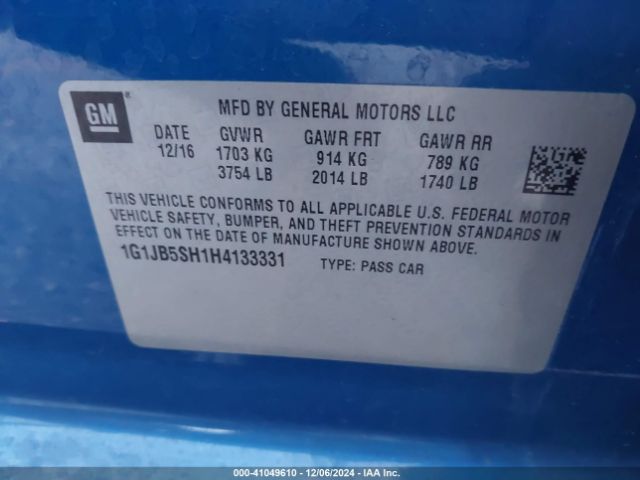 GM
MFD BY GENERAL MOTORS LLC
DATE GVWR GAWR FRT GAWR RR
12/16 1703 KG 914 KG 789 KG
3754 LB 2014 LB 1740 LB
THIS VEHICLE CONFORMS TO ALL APPLICABLE U.S. FEDERAL MOTOR
VEHICLE SAFETY, BUMPER, AND THEFT PREVENTION STANDARDS IN
EFFECT ON THE DATE OF MANUFACTURE SHOWN ABOVE.
1G1JB5SH1H4133331 TYPE: PASS CAR
000-41049610 - 12/06/2024 - IAA Inc.